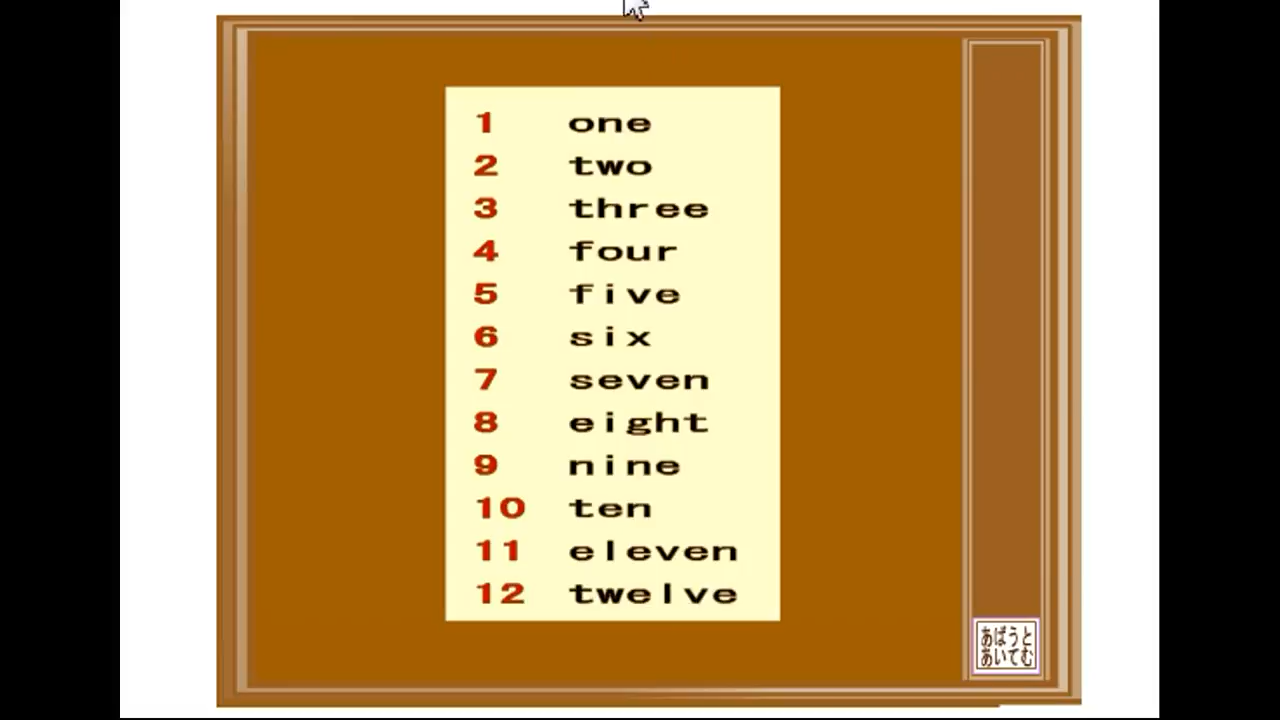 1 one
2 two
3 three
4 four
5 five
6 six
7 seven
8 eight
9 nine
10 ten
11 eleven
12 twelve
あばうと
あいてむ